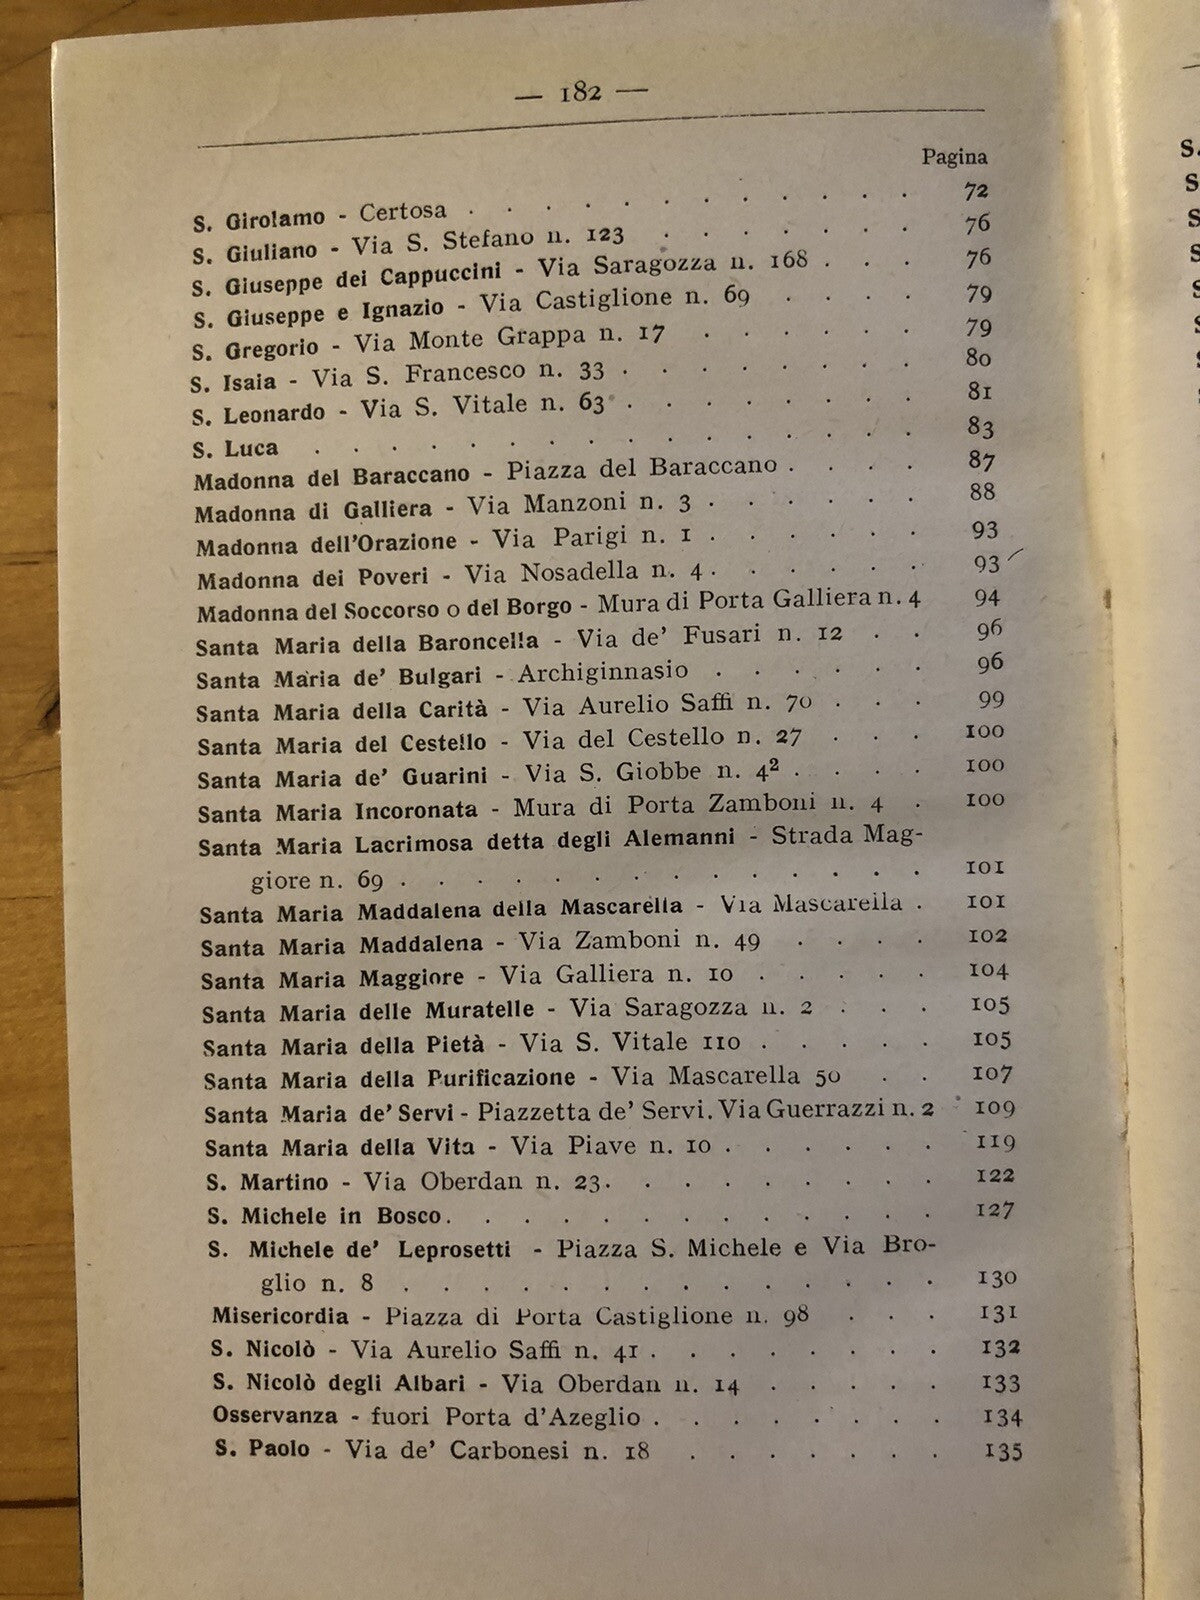 — 182 —
Pagina
S. Girolamo - Certosa . . . . . . . . . . . 72
S. Giuliano - Via S. Stefano n. 123 . . . . . . 76
S. Giuseppe dei Cappuccini - Via Saragozza n. 168 . . . 76
S. Giuseppe e Ignazio - Via Castiglione n. 69 . . . . 79
S. Gregorio - Via Monte Grappa n. 17 . . . . . . 79
S. Isaia - Via S. Francesco n. 33 . . . . . . . . 80
S. Leonardo - Via S. Vitale n. 63 . . . . . . . . 81
S. Luca . . . . . . . . . . . . . . . . 83
Madonna del Baraccano - Piazza del Baraccano . . . . 87
Madonna di Galliera - Via Manzoni n. 3 . . . . . . 88
Madonna dell'Orazione - Via Parigi n. 1 . . . . . . 93
Madonna dei Poveri - Via Nosadella n. 4 . . . . . . 93
Madonna del Soccorso o del Borgo - Mura di Porta Galliera n. 4 94
Santa Maria della Baroncella - Via de' Fusari n. 12 . . 96
Santa Maria de' Bulgari - Archiginnasio . . . . . . 96
Santa Maria della Carità - Via Aurelio Saffi n. 70 . . . 99
Santa Maria del Cestello - Via del Cestello n. 27 . . . 100
Santa Maria de' Guarini - Via S. Giobbe n. 4² . . . . 100
Santa Maria Incoronata - Mura di Porta Zamboni n. 4 . 100
Santa Maria Lacrimosa detta degli Alemanni - Strada Mag-
giore n. 69 . . . . . . . . . . . . . 101
Santa Maria Maddalena della Mascarella - Via Mascarella . 101
Santa Maria Maddalena - Via Zamboni n. 49 . . . . 102
Santa Maria Maggiore - Via Galliera n. 10 . . . . . 104
Santa Maria delle Muratelle - Via Saragozza n. 2 . . . 105
Santa Maria della Pietà - Via S. Vitale 110 . . . . . 105
Santa Maria della Purificazione - Via Mascarella 50 . . 107
Santa Maria de' Servi - Piazzetta de' Servi. Via Guerrazzi n. 2 109
Santa Maria della Vita - Via Piave n. 10 . . . . . . 119
S. Martino - Via Oberdan n. 23 . . . . . . . . . 122
S. Michele in Bosco . . . . . . . . . . . . . 127
S. Michele de' Leprosetti - Piazza S. Michele e Via Bro-
glio n. 8 . . . . . . . . . . . . . . 130
Misericordia - Piazza di Porta Castiglione n. 98 . . . 131
S. Nicolò - Via Aurelio Saffi n. 41 . . . . . . . . 132
S. Nicolò degli Albari - Via Oberdan n. 14 . . . . . 133
Osservanza - fuori Porta d'Azeglio . . . . . . . . 134
S. Paolo - Via de' Carbonesi n. 18 . . . . . . . 135